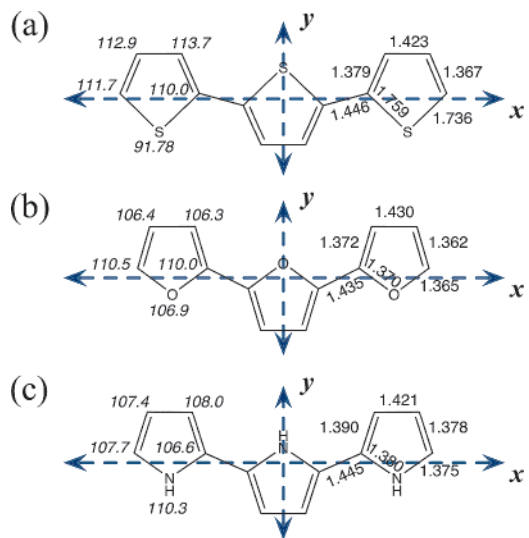 (a)
y
112.9 113.7 S 1.379 1.423 1.367
111.7 110.0 1.759
1.446 1.736 x
S S
91.78
(b)
y
106.4 106.3 1.372 1.430 1.362
110.5 110.0 O 1.370
O 1.435 O 1.365 x
106.9
(c)
y
107.4 108.0 H 1.390 1.421 1.378
N
107.7 106.6 1.380
N 1.445 N 1.375 x
H H
110.3